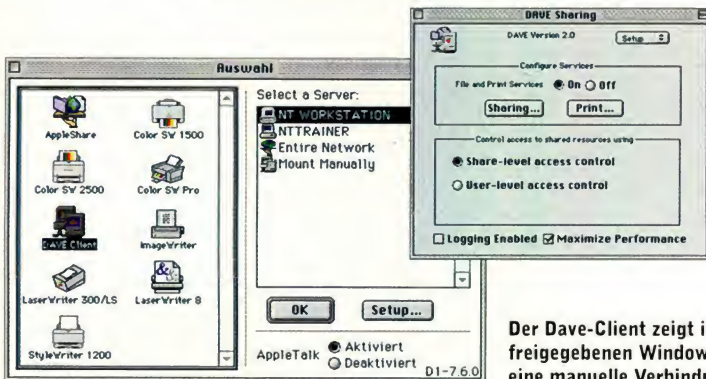 DAVE Sharing
DAVE Version 2.0
Setup
Configure Services
File and Print Services On Off
Sharing...
Print...
Control access to shared resources using
Share-level access control
User-level access control
Logging Enabled Maximize Performance
Auswahl
AppleShare
Color SW 1500
Color SW 2500
Color SW Pro
DAVE Client
ImageWriter
LaserWriter 300/LS
LaserWriter 8
StyleWriter 1200
Select a Server:
NT WORKSTATION
NTTRAINER
Entire Network
Mount Manually
OK
Setup...
AppleTalk
Aktiviert
Deaktiviert
D1-7.6.0
Der Dave-Client zeigt
freigegebenen
eine manuelle